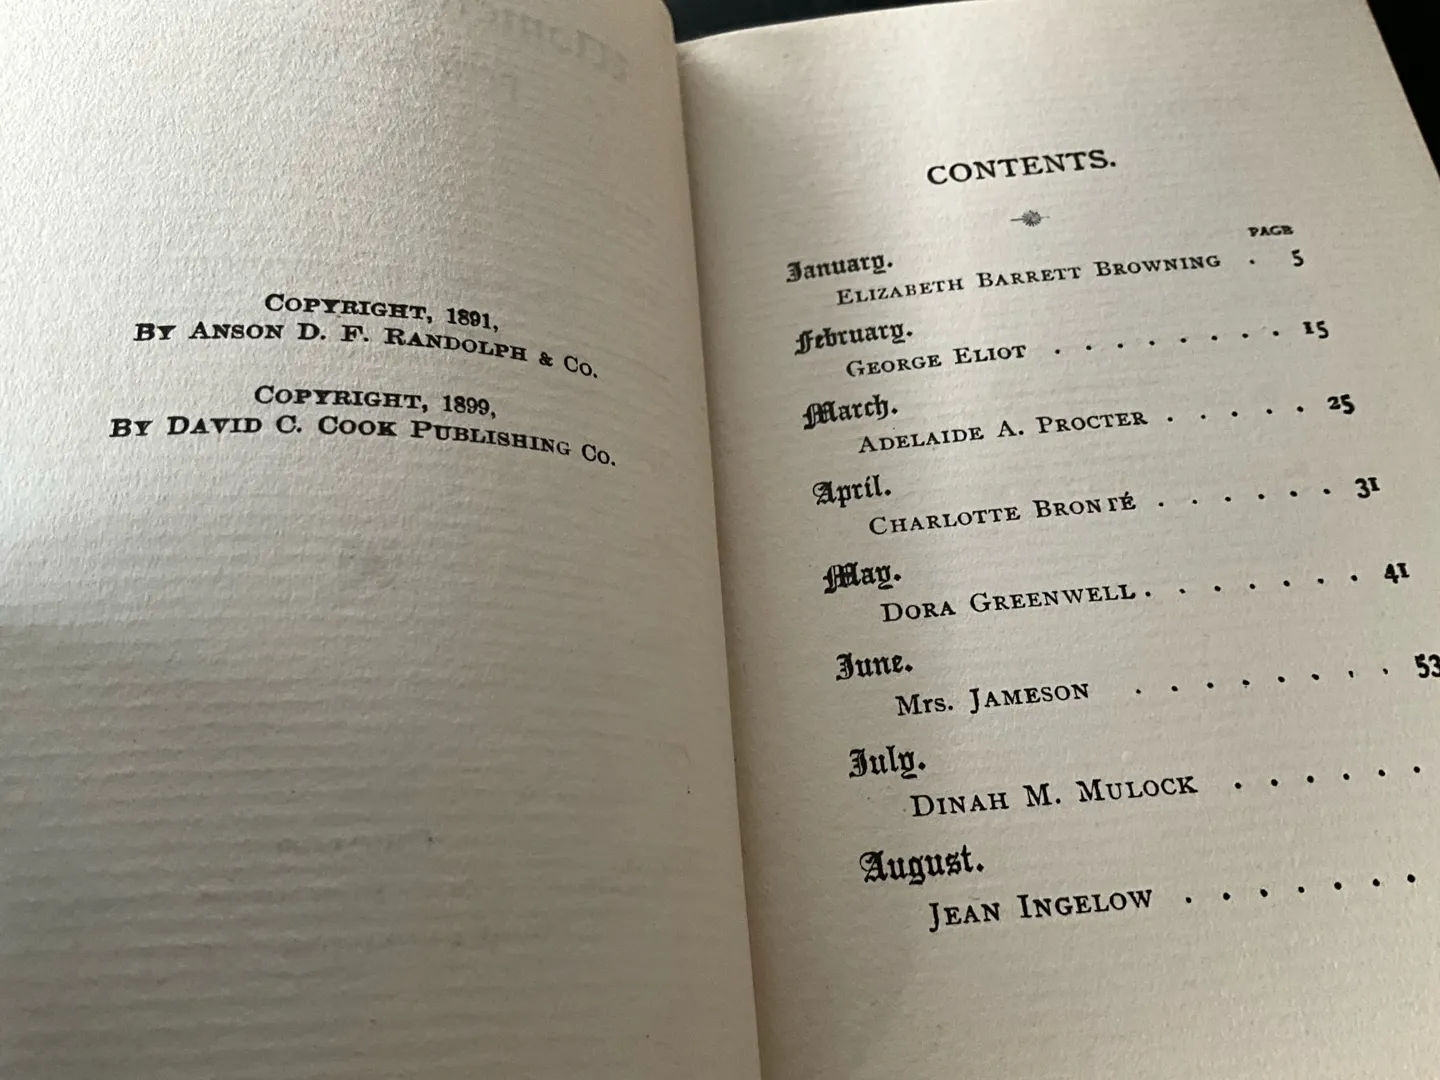 COPYRIGHT, 1891,
BY ANSON D. F. RANDOLPH & CO.
COPYRIGHT, 1899,
BY DAVID C. COOK PUBLISHING CO.
CONTENTS.
PAGE
January.
ELIZABETH BARRETT BROWNING . 5
February.
GEORGE ELIOT . . . . . . . . 15
March.
ADELAIDE A. PROCTER . . . . . 25
April.
CHARLOTTE BRONTÉ . . . . . . 31
May.
DORA GREENWELL . . . . . . . 41
June.
Mrs. JAMESON . . . . . . . . 53
July.
DINAH M. MULOCK . . . . . .
August.
JEAN INGELOW . . . . . . .